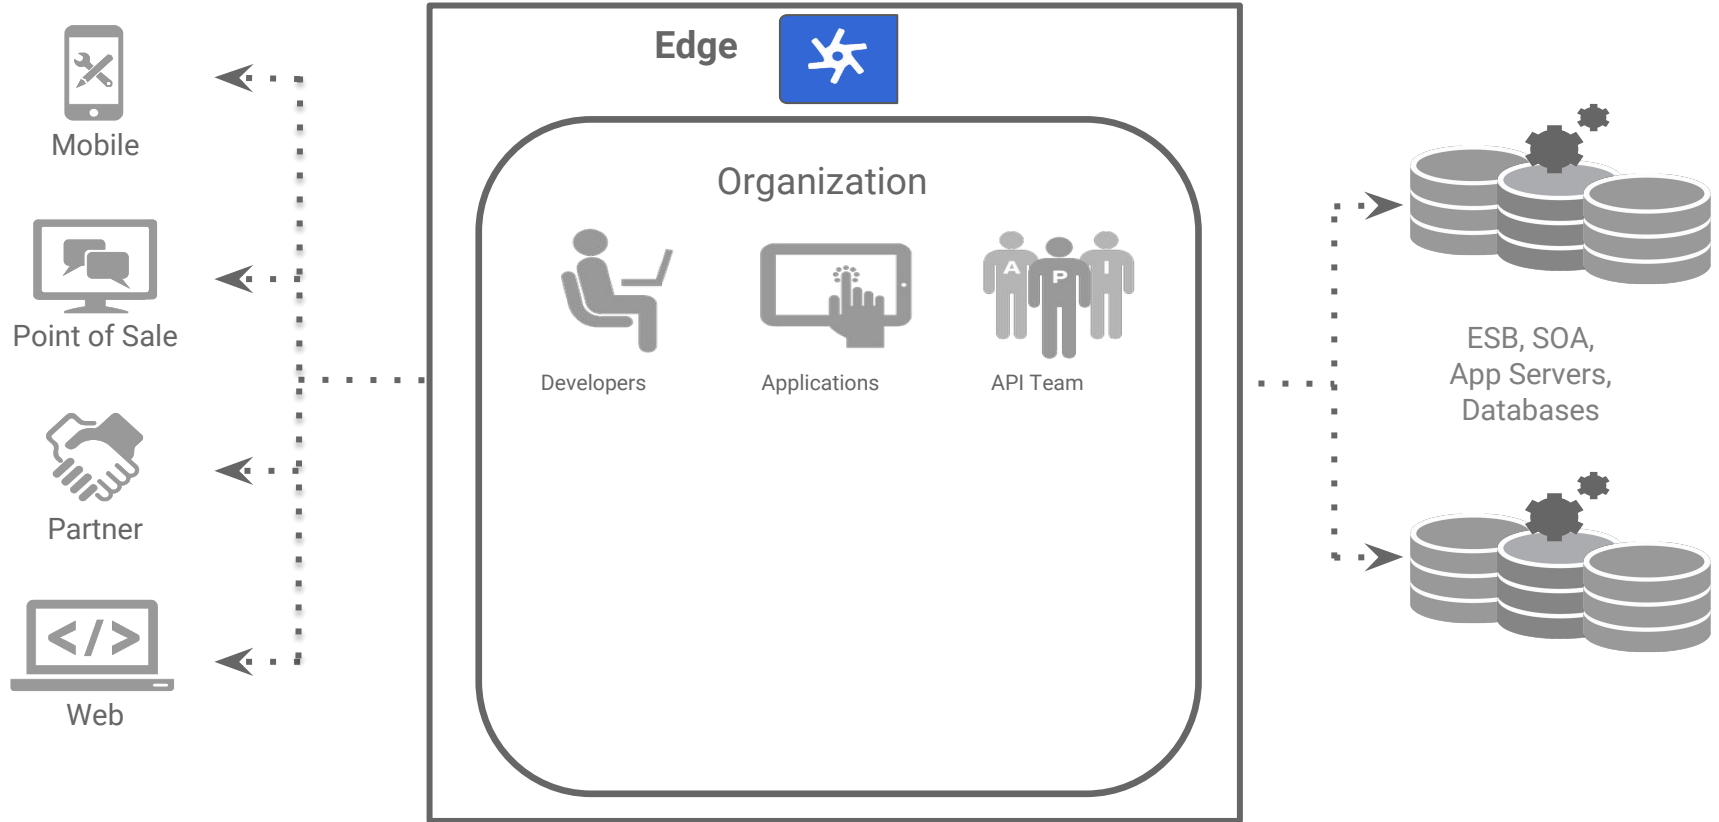 Edge
Mobile
Organization
A P I
</>
Point of Sale
Developers
Applications
API Team
ESB, SOA,
App Servers,
Databases
Partner
Web